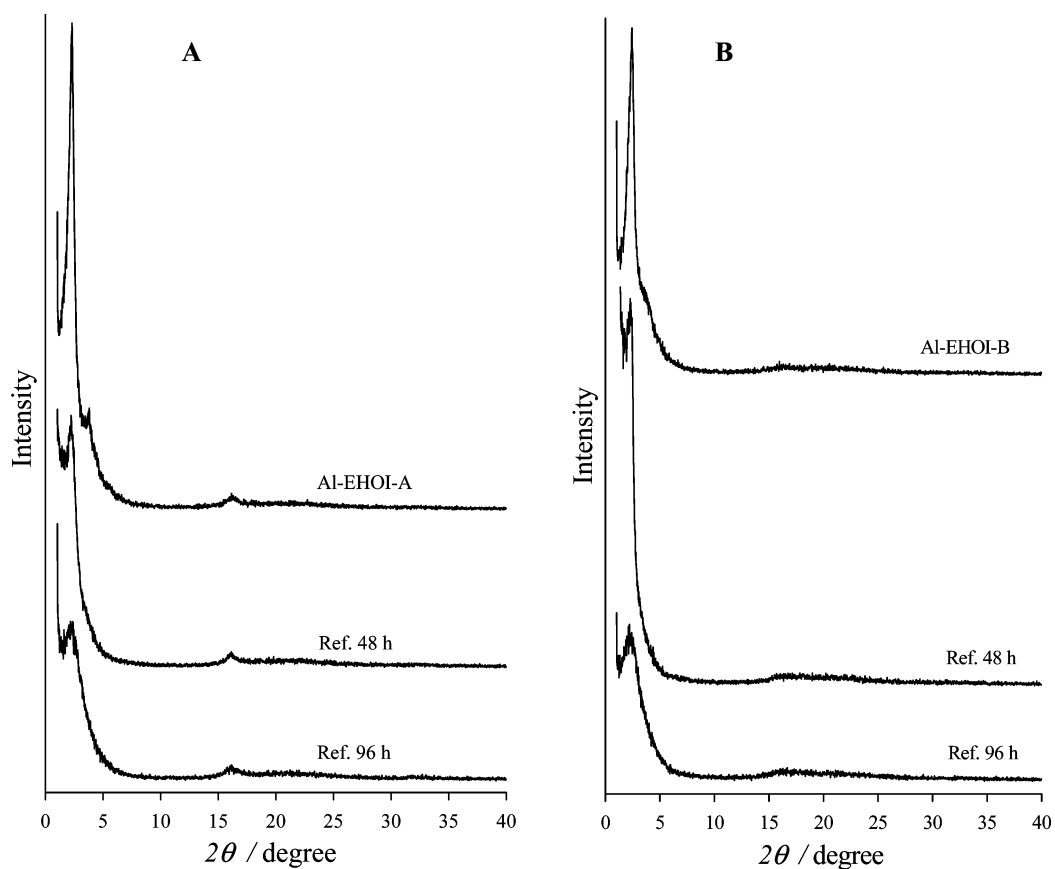 A
Intensity
Al-EHOI-A
Ref. 48 h
Ref. 96 h
0 5 10 15 20 25 30 35 40
2θ / degree
B
Intensity
Al-EHOI-B
Ref. 48 h
Ref. 96 h
0 5 10 15 20 25 30 35 40
2θ / degree